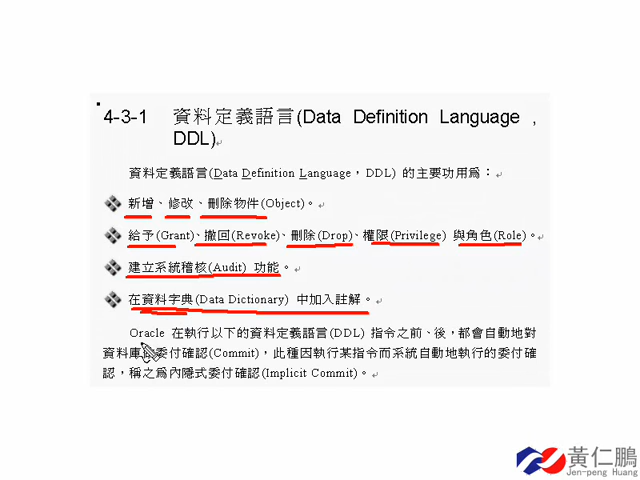 4-3-1 資料定義語言(Data Definition Language，
DDL)
資料定義語言(Data Definition Language，DDL) 的主要功用為：
新增、修改、刪除物件(Object)。
給予(Grant)、撤回(Revoke)、刪除(Drop)、權限(Privilege) 與角色(Role)。
建立系統稽核(Audit) 功能。
在資料字典(Data Dictionary) 中加入註解。
Oracle 在執行以下的資料定義語言(DDL) 指令之前、後，都會自動地對
資料庫做委付確認(Commit)，此種因執行某指令而系統自動地執行的委付確
認，稱之為內隱式委付確認(Implicit Commit)。
黃仁鵬
Jen-peng Huang